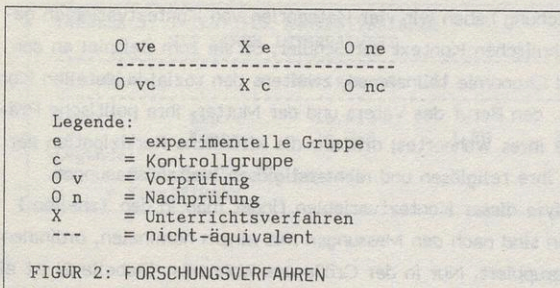 O ve X O ne
--------------------------------
O vc X c O nc
Legende:
e = experimentelle Gruppe
c = Kontrollgruppe
O v = Vorprüfung
O n = Nachprüfung
X = Unterrichtsverfahren
--- = nicht-äquivalent
FIGUR 2: FORSCHUNGSVERFAHREN